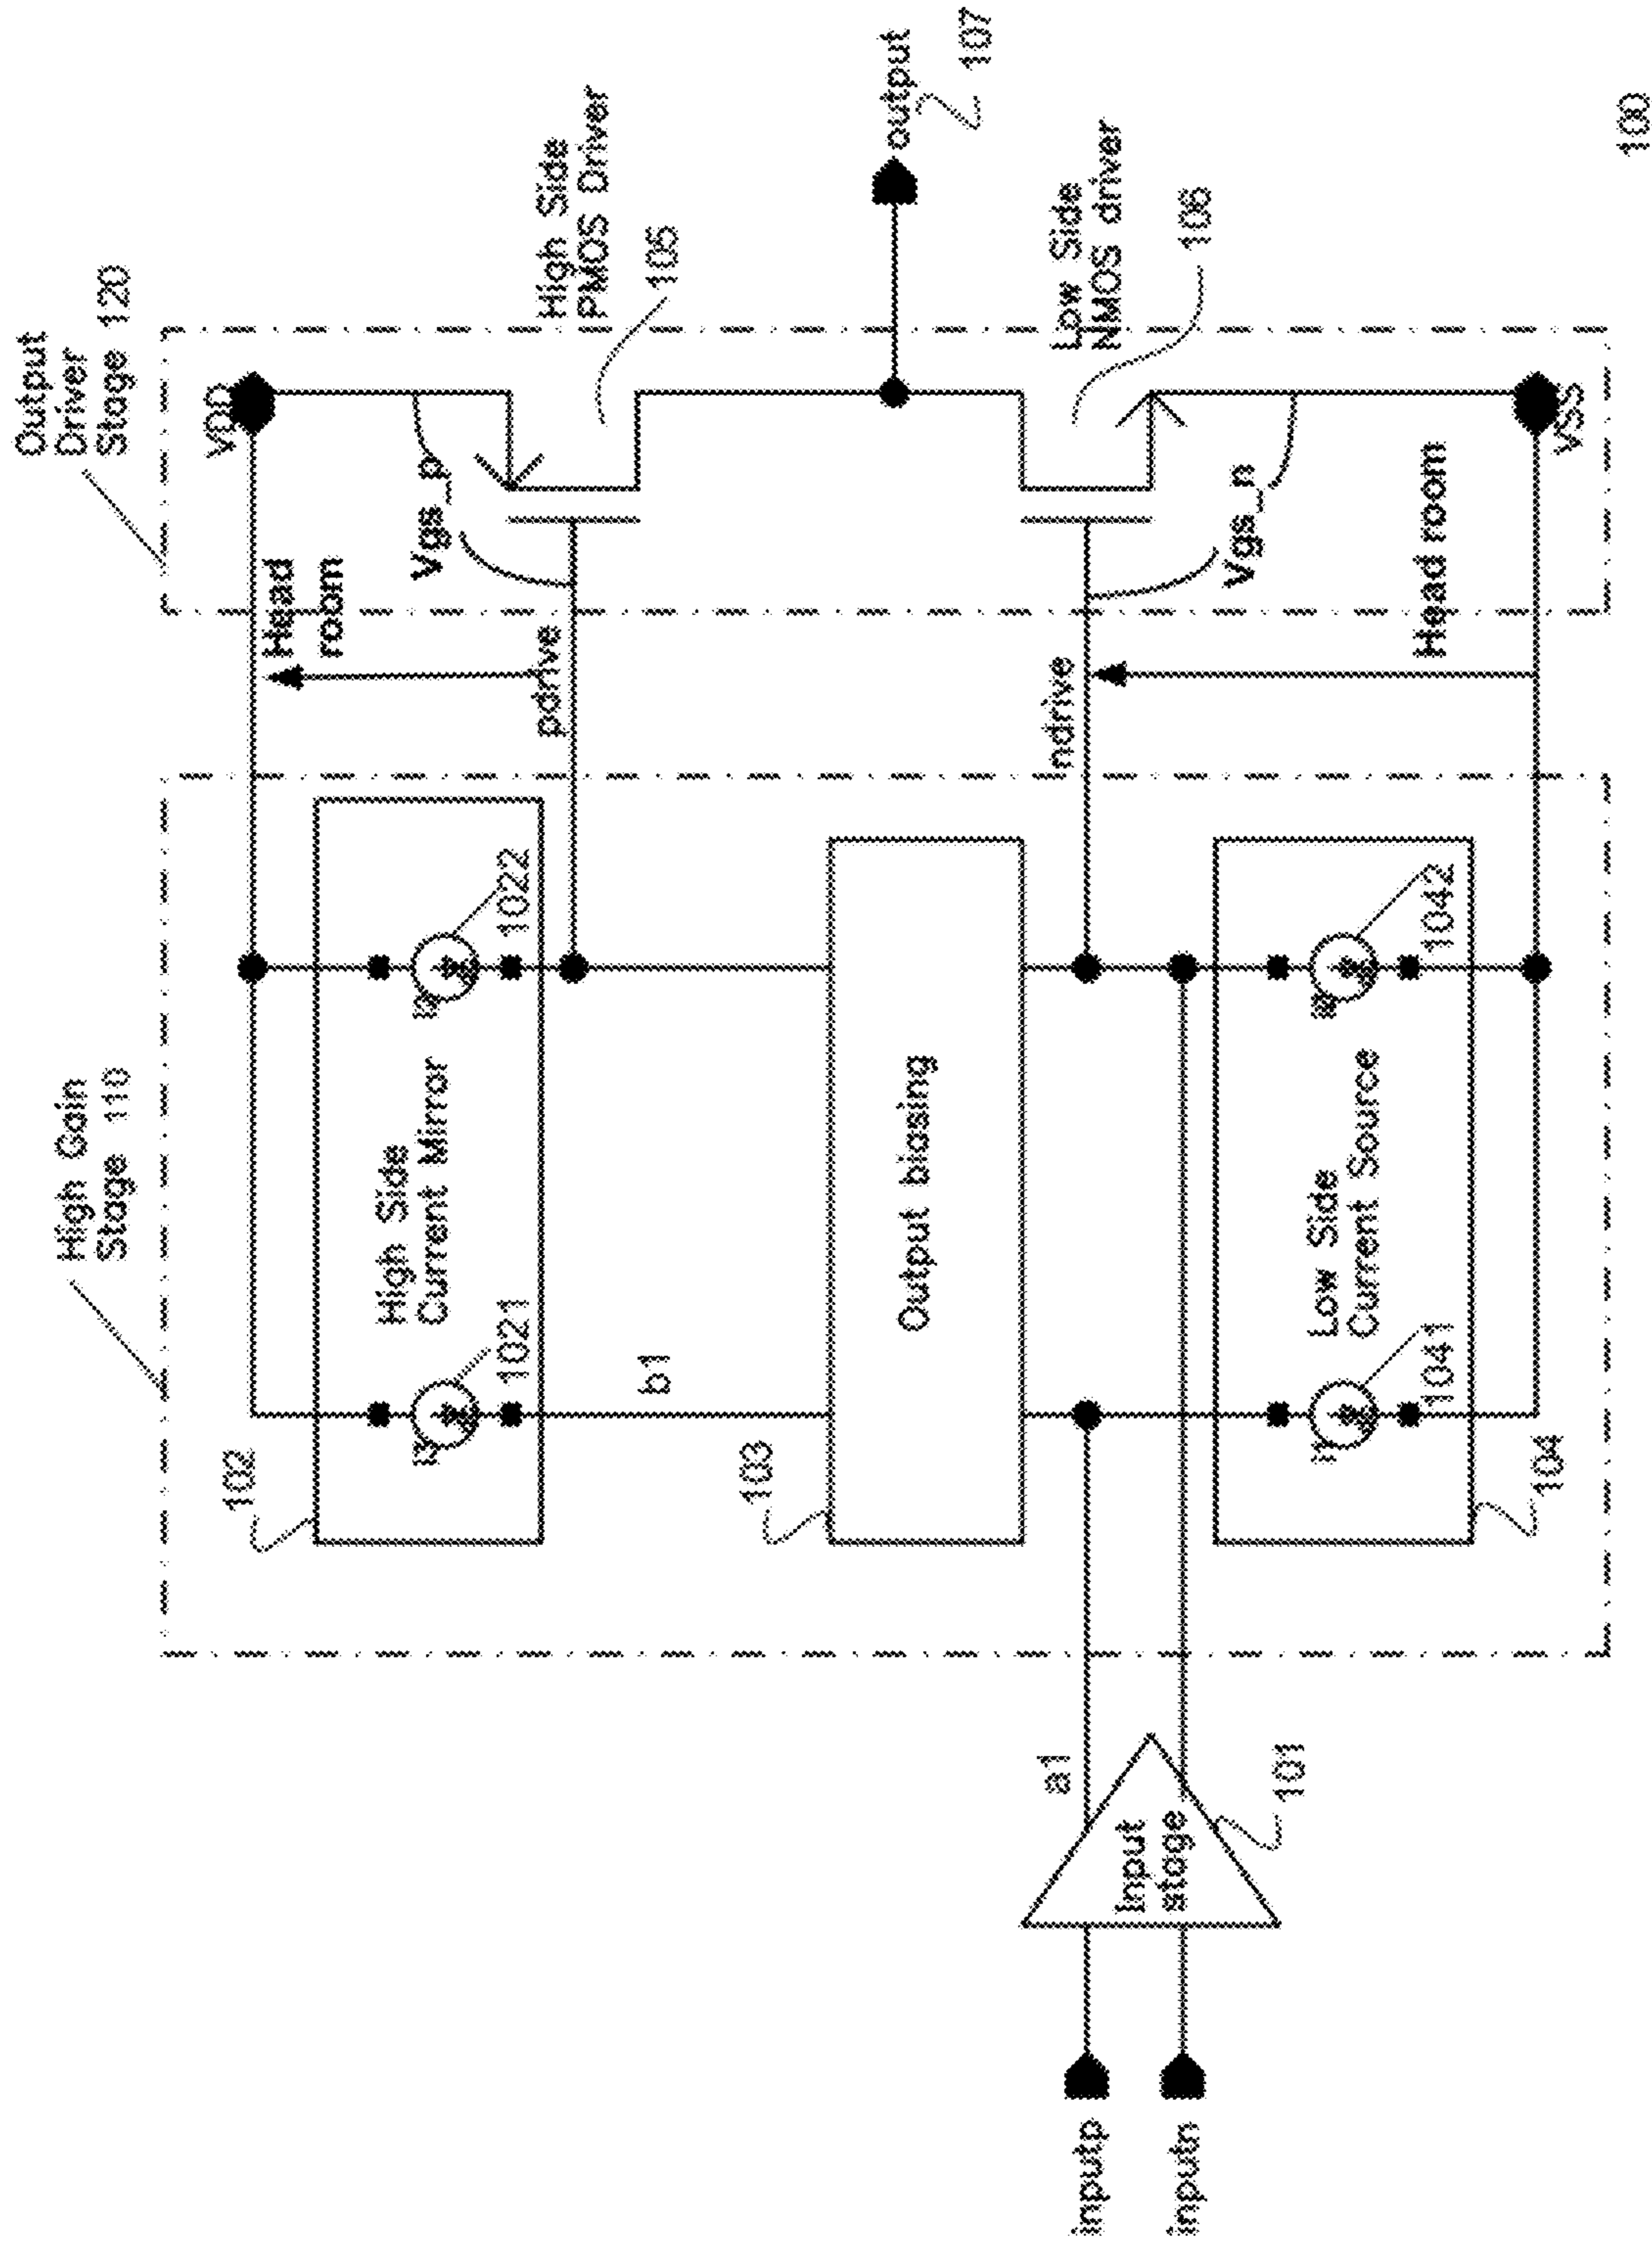 Output
Driver
Stage 120
High Gain
Stage 110
VDD
Head
room
102
High Side
Current Mirror
1021
1022
Vgs_p
High Side
PMOS Driver
105
pdrive
b1
103
Output biasing
output
107
a1
ndrive
Low Side
NMOS driver
106
inputp
inputn
Input
stage
101
Vgs_n
Low Side
Current Source
1041
1042
Head room
104
VSS
100